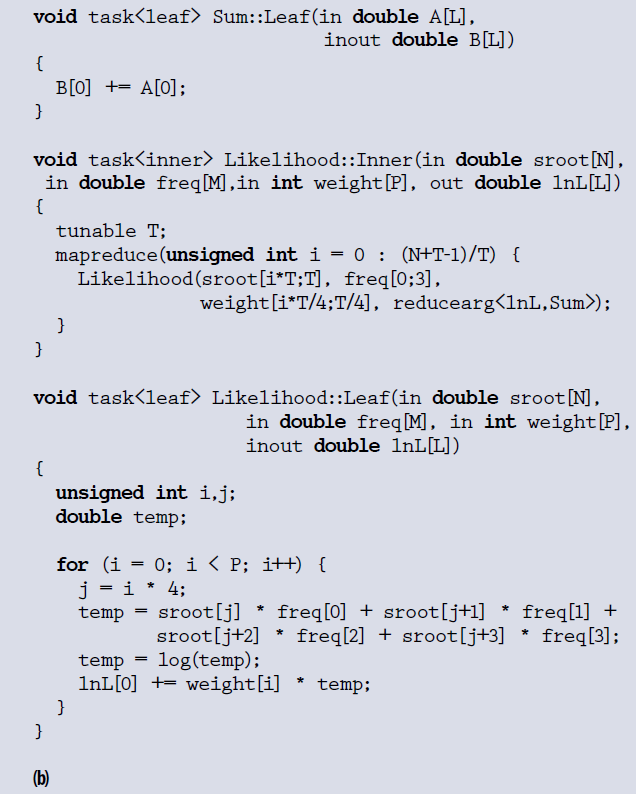 void task<leaf> Sum::Leaf(in double A[L],
inout double B[L])
{
B[0] += A[0];
}
void task<inner> Likelihood::Inner(in double sroot[N],
in double freq[M],in int weight[P], out double lnL[L])
{
tunable T;
mapreduce(unsigned int i = 0 : (N+T-1)/T) {
Likelihood(sroot[i*T;T], freq[0;3],
weight[i*T/4;T/4], reducearg<lnL,Sum>);
}
}
void task<leaf> Likelihood::Leaf(in double sroot[N],
in double freq[M], in int weight[P],
inout double lnL[L])
{
unsigned int i,j;
double temp;
for (i = 0; i < P; i++) {
j = i * 4;
temp = sroot[j] * freq[0] + sroot[j+1] * freq[1] +
sroot[j+2] * freq[2] + sroot[j+3] * freq[3];
temp = log(temp);
lnL[0] += weight[i] * temp;
}
}
(b)